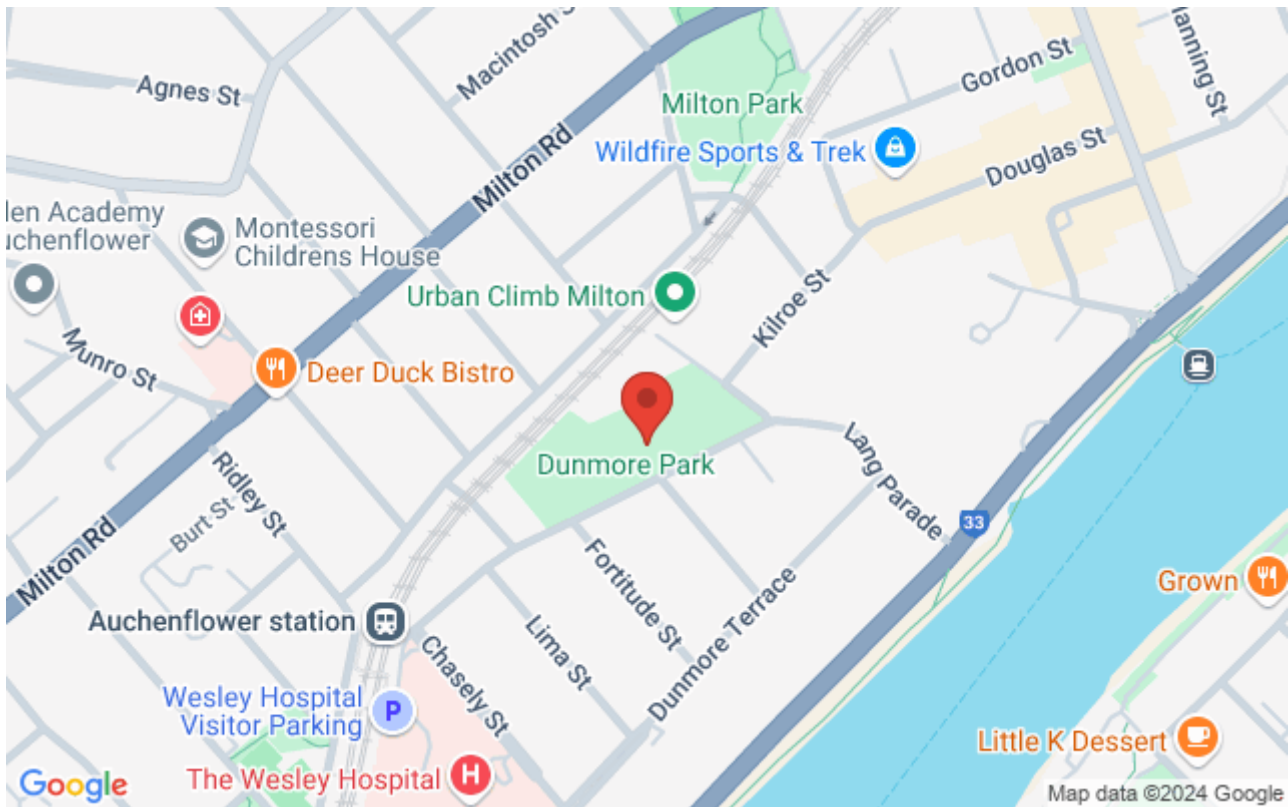 Macintosh S
Agnes St
Milton Rd
Milton Park
Gordon St
anning St
Wildfire Sports & Trek
Douglas St
len Academy
uchenflower
Montessori
Childrens House
Urban Climb Milton
Kilroe St
Munro St
Deer Duck Bistro
Dunmore Park
Lang Parade
Ridley St
Burt St
33
Milton Rd
Fortitude St
Grown
Auchenflower station
Lima St
Dunmore Terrace
Chasely St
Wesley Hospital
Visitor Parking
P
Little K Dessert
The Wesley Hospital
H
Google
Map data ©2024 Google